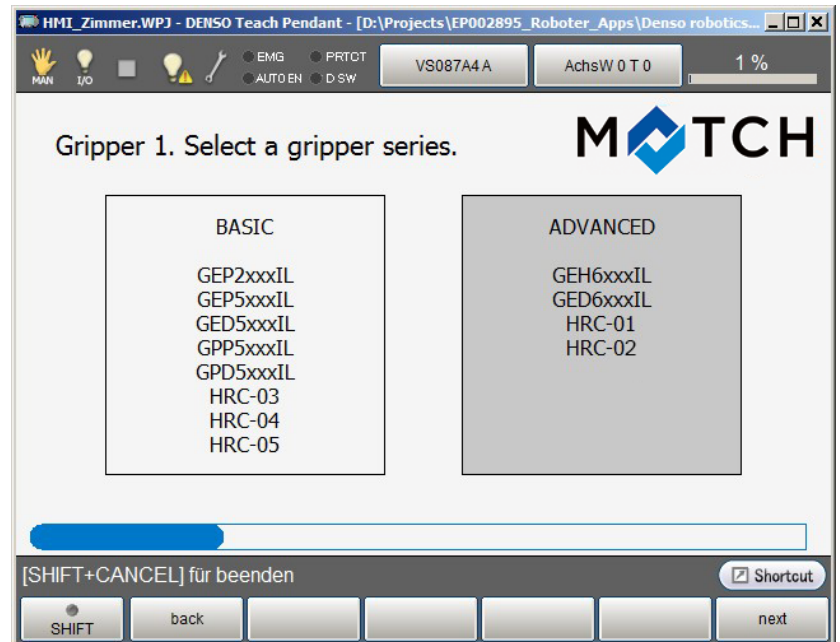 HMI_Zimmer.WPJ - DENSO Teach Pendant - [D:\Projects\EP002895_Roboter_Apps\Denso robotics...
MAN I/O EMG PRTCT AUTO EN D SW VS087A4 A AchsW 0 T 0 1 %
Gripper 1. Select a gripper series.
MATCH
BASIC
GEP2xxxIL
GEP5xxxIL
GED5xxxIL
GPP5xxxIL
GPD5xxxIL
HRC-03
HRC-04
HRC-05
ADVANCED
GEH6xxxIL
GED6xxxIL
HRC-01
HRC-02
[SHIFT+CANCEL] für beenden
Shortcut
SHIFT back next